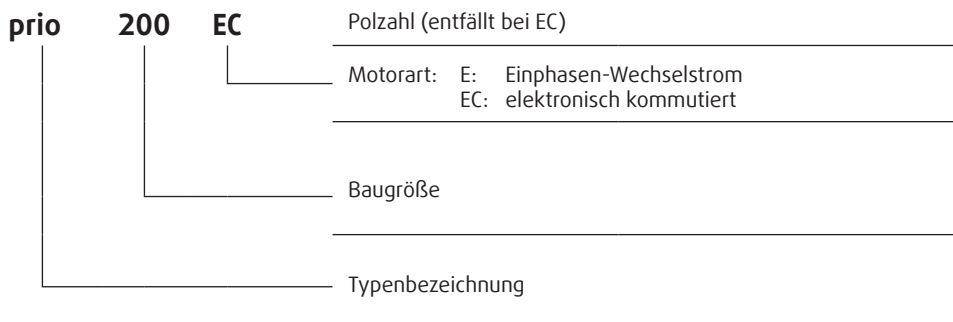 prio 200 EC Polzahl (entfällt bei EC)
Motorart: E: Einphasen-Wechselstrom
EC: elektronisch kommutiert
Baugröße
Typenbezeichnung